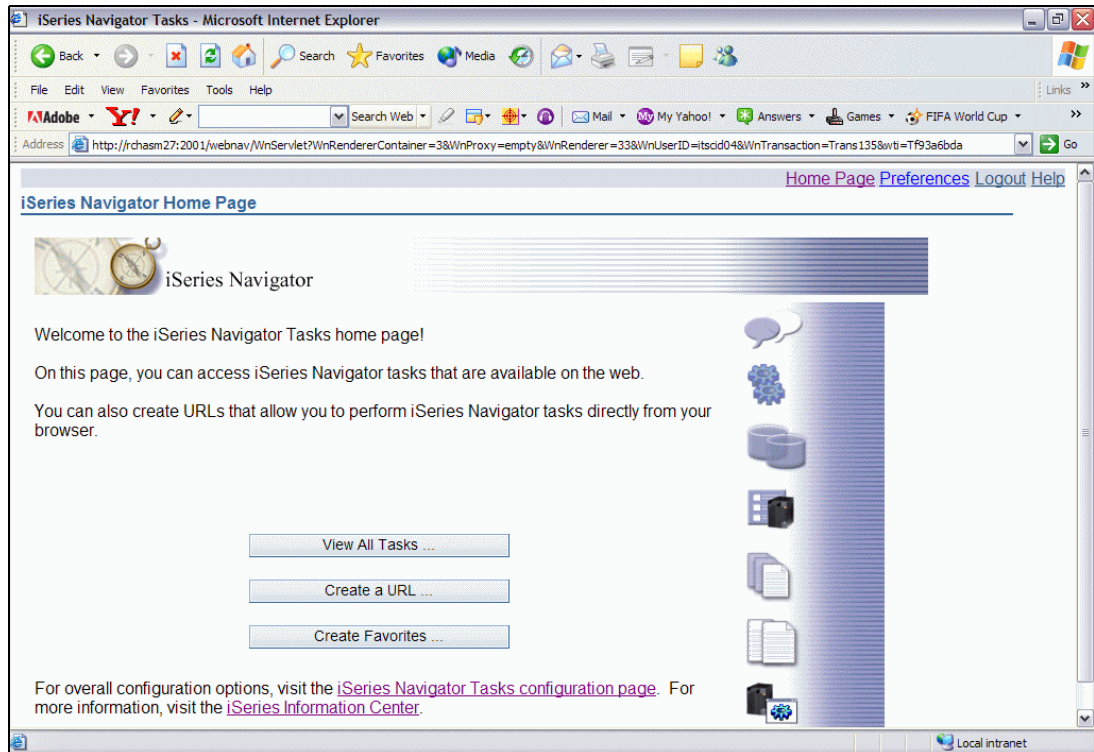 iSeries Navigator Tasks - Microsoft Internet Explorer
Back Search Favorites Media
File Edit View Favorites Tools Help Links »
Adobe Y! Search Web Mail My My Yahoo! Answers Games FIFA World Cup »
Address http://rchasm27:2001/webnav/WnServlet?WnRendererContainer=3&WnProxy=empty&WnRenderer=33&WnUserID=itscid04&WnTransaction=Trans135&wti=Tf93a6bda Go
Home Page Preferences Logout Help
iSeries Navigator Home Page
iSeries Navigator
Welcome to the iSeries Navigator Tasks home page!
On this page, you can access iSeries Navigator tasks that are available on the web.
You can also create URLs that allow you to perform iSeries Navigator tasks directly from your
browser.
View All Tasks ...
Create a URL ...
Create Favorites ...
For overall configuration options, visit the iSeries Navigator Tasks configuration page. For
more information, visit the iSeries Information Center.
Local intranet